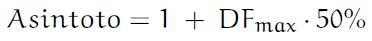 Asintoto = 1 + DF_max · 50%